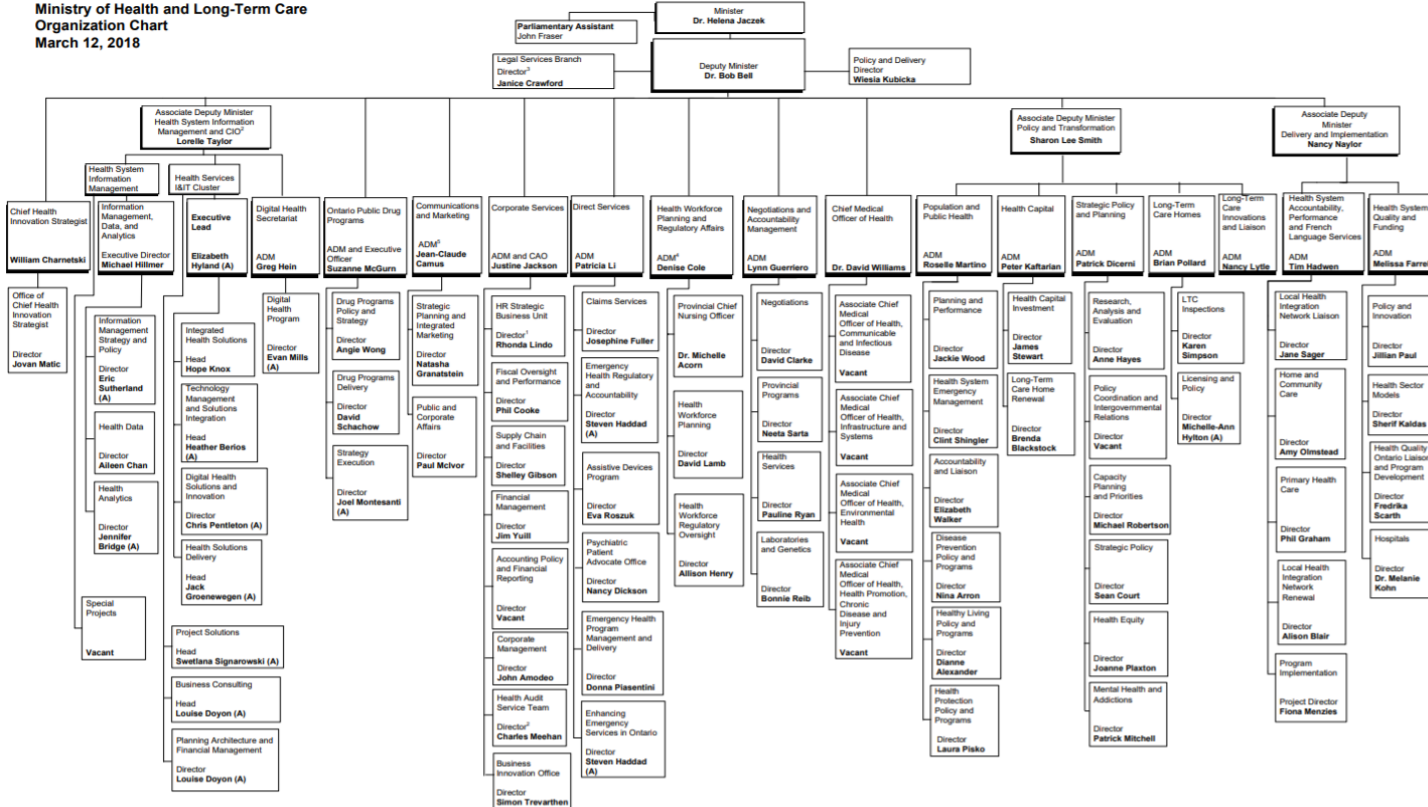 Ministry of Health and Long-Term Care
Organization Chart
March 12, 2018
Minister
Dr. Helena Jaczek
Parliamentary Assistant
John Fraser
Legal Services Branch
Director³
Janice Crawford
Deputy Minister
Dr. Bob Bell
Policy and Delivery
Director
Wiesia Kubicka
Associate Deputy Minister
Health System Information
Management and CIO²
Lorelle Taylor
Associate Deputy Minister
Policy and Transformation
Sharon Lee Smith
Associate Deputy
Minister
Delivery and Implementation
Nancy Naylor
Health System
Information
Management
Health Services
I&IT Cluster
Chief Health
Innovation Strategist
William Charnetski
Information
Management,
Data, and
Analytics
Executive Director
Michael Hillmer
Executive
Lead
Elizabeth
Hyland (A)
Digital Health
Secretariat
ADM
Greg Hein
Ontario Public Drug
Programs
ADM and Executive
Officer
Suzanne McGurn
Communications
and Marketing
ADM⁵
Jean-Claude
Camus
Corporate Services
ADM and CAO
Justine Jackson
Direct Services
ADM
Patricia Li
Health Workforce
Planning and
Regulatory Affairs
ADM⁴
Denise Cole
Negotiations and
Accountability
Management
ADM
Lynn Guerriero
Chief Medical
Officer of Health
Dr. David Williams
Population and
Public Health
ADM
Roselle Martino
Health Capital
ADM
Peter Kaftarian
Strategic Policy
and Planning
ADM
Patrick Dicerni
Long-Term
Care Homes
ADM
Brian Pollard
Long-Term
Care
Innovations
and Liaison
ADM
Nancy Lytle
Health System
Accountability,
Performance
and French
Language Services
ADM
Tim Hadwen
Health System
Quality and
Funding
ADM
Melissa Farrel
Office of
Chief Health
Innovation
Strategist
Director
Jovan Matic
Information
Management
Strategy and
Policy
Director
Eric
Sutherland
(A)
Health Data
Director
Aileen Chan
Health
Analytics
Director
Jennifer
Bridge (A)
Special
Projects
Vacant
Integrated
Health Solutions
Head
Hope Knox
Technology
Management
and Solutions
Integration
Head
Heather Berios
(A)
Digital Health
Solutions and
Innovation
Director
Chris Pentleton (A)
Health Solutions
Delivery
Head
Jack
Groenewegen (A)
Project Solutions
Head
Swetlana Signarowski (A)
Business Consulting
Head
Louise Doyon (A)
Planning Architecture and
Financial Management
Director
Louise Doyon (A)
Digital
Health
Program
Director
Evan Mills
(A)
Drug Programs
Policy and
Strategy
Director
Angie Wong
Drug Programs
Delivery
Director
David
Schachow
Strategy
Execution
Director
Joel Montesanti
(A)
Strategic
Planning and
Integrated
Marketing
Director
Natasha
Granatstein
Public and
Corporate
Affairs
Director
Paul McIvor
HR Strategic
Business Unit
Director¹
Rhonda Lindo
Fiscal Oversight
and Performance
Director
Phil Cooke
Supply Chain
and Facilities
Director
Shelley Gibson
Financial
Management
Director
Jim Yuill
Accounting Policy
and Financial
Reporting
Director
Vacant
Corporate
Management
Director
John Amodeo
Health Audit
Service Team
Director²
Charles Meehan
Business
Innovation Office
Director
Simon Trevarthen
Claims Services
Director
Josephine Fuller
Emergency
Health Regulatory
and
Accountability
Director
Steven Haddad
(A)
Assistive Devices
Program
Director
Eva Roszuk
Psychiatric
Patient
Advocate Office
Director
Nancy Dickson
Emergency Health
Program
Management and
Delivery
Director
Donna Piasentini
Enhancing
Emergency
Services in Ontario
Director
Steven Haddad
(A)
Provincial Chief
Nursing Officer
Dr. Michelle
Acorn
Health
Workforce
Planning
Director
David Lamb
Health
Workforce
Regulatory
Oversight
Director
Allison Henry
Negotiations
Director
David Clarke
Provincial
Programs
Director
Neeta Sarta
Health
Services
Director
Pauline Ryan
Laboratories
and Genetics
Director
Bonnie Reib
Associate Chief
Medical
Officer of Health,
Communicable
and Infectious
Disease
Vacant
Associate Chief
Medical
Officer of Health,
Infrastructure and
Systems
Vacant
Associate Chief
Medical
Officer of Health,
Environmental
Health
Vacant
Associate Chief
Medical
Officer of Health,
Health Promotion,
Chronic
Disease and
Injury
Prevention
Vacant
Planning and
Performance
Director
Jackie Wood
Health System
Emergency
Management
Director
Clint Shingler
Accountability
and Liaison
Director
Elizabeth
Walker
Disease
Prevention
Policy and
Programs
Director
Nina Arron
Healthy Living
Policy and
Programs
Director
Dianne
Alexander
Health
Protection
Policy and
Programs
Director
Laura Pisko
Health Capital
Investment
Director
James
Stewart
Long-Term
Care Home
Renewal
Director
Brenda
Blackstock
Research,
Analysis and
Evaluation
Director
Anne Hayes
Policy
Coordination and
Intergovernmental
Relations
Director
Vacant
Capacity
Planning
and Priorities
Director
Michael Robertson
Strategic Policy
Director
Sean Court
Health Equity
Director
Joanne Plaxton
Mental Health and
Addictions
Director
Patrick Mitchell
LTC
Inspections
Director
Karen
Simpson
Licensing and
Policy
Director
Michelle-Ann
Hylton (A)
Local Health
Integration
Network Liaison
Director
Jane Sager
Home and
Community
Care
Director
Amy Olmstead
Primary Health
Care
Director
Phil Graham
Local Health
Integration
Network
Renewal
Director
Alison Blair
Program
Implementation
Project Director
Fiona Menzies
Policy and
Innovation
Director
Jillian Paul
Health Sector
Models
Director
Sherif Kaldas
Health Quality
Ontario Liaison
and Program
Development
Director
Fredrika
Scarth
Hospitals
Director
Dr. Melanie
Kohn